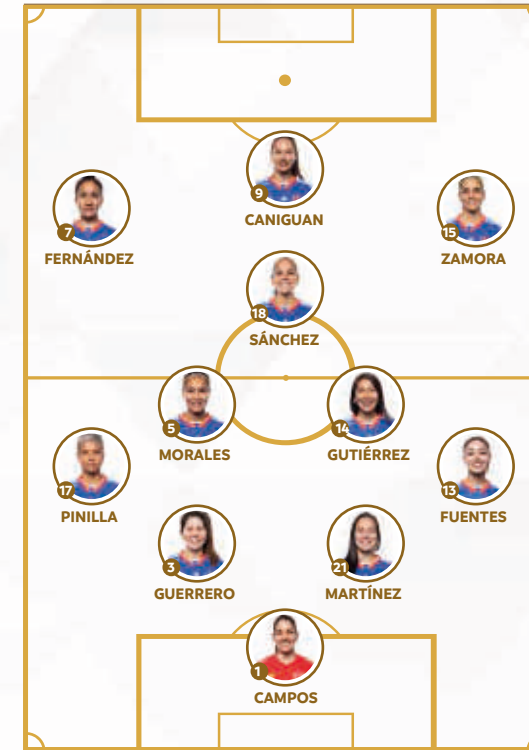 9
CANIGUAN
7
FERNÁNDEZ
15
ZAMORA
18
SÁNCHEZ
5
MORALES
14
GUTIÉRREZ
17
PINILLA
13
FUENTES
3
GUERRERO
21
MARTÍNEZ
1
CAMPOS